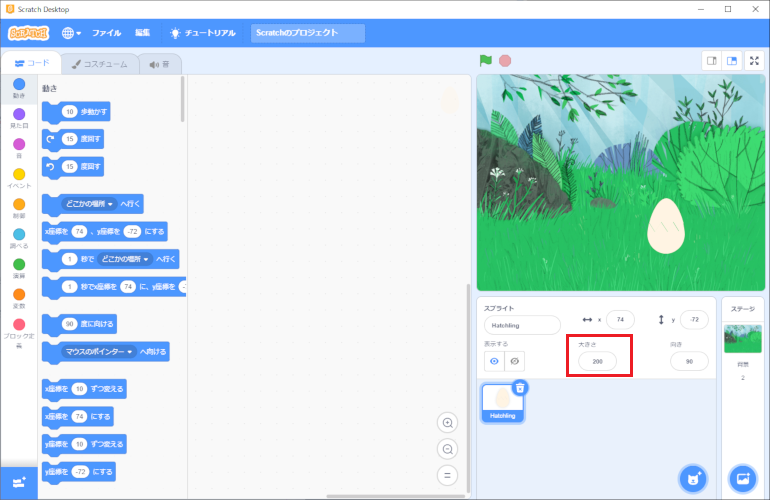 Scratch Desktop
SCRATCH
ファイル 編集 チュートリアル Scratchのプロジェクト
コード コスチューム 音
動き
見た目
音
イベント
制御
調べる
演算
変数
ブロック定義
動き
10 歩動かす
15 度回す
15 度回す
どこかの場所 へ行く
x座標を 74 、y座標を -72 にする
1 秒で どこかの場所 へ行く
1 秒でx座標を 74 に、y座標を
90 度に向ける
マウスのポインター へ向ける
x座標を 10 ずつ変える
x座標を 74 にする
y座標を 10 ずつ変える
y座標を -72 にする
スプライト
Hatchling
x 74 y -72
表示する 大きさ 200 向き 90
Hatchling
ステージ
背景
2